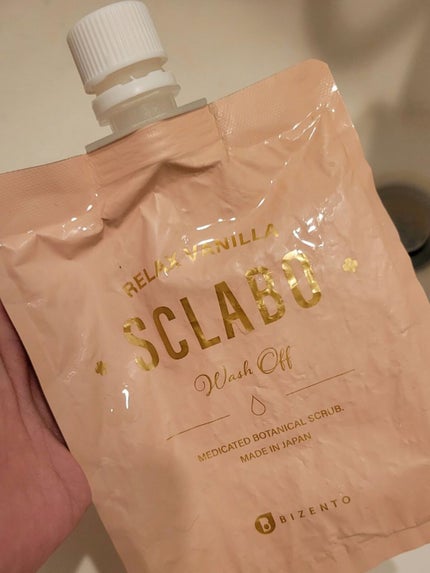 RELAX VANILLA
SCLABO
Wash Off
MEDICATED BOTANICAL SCRUB.
MADE IN JAPAN
BIZENTO